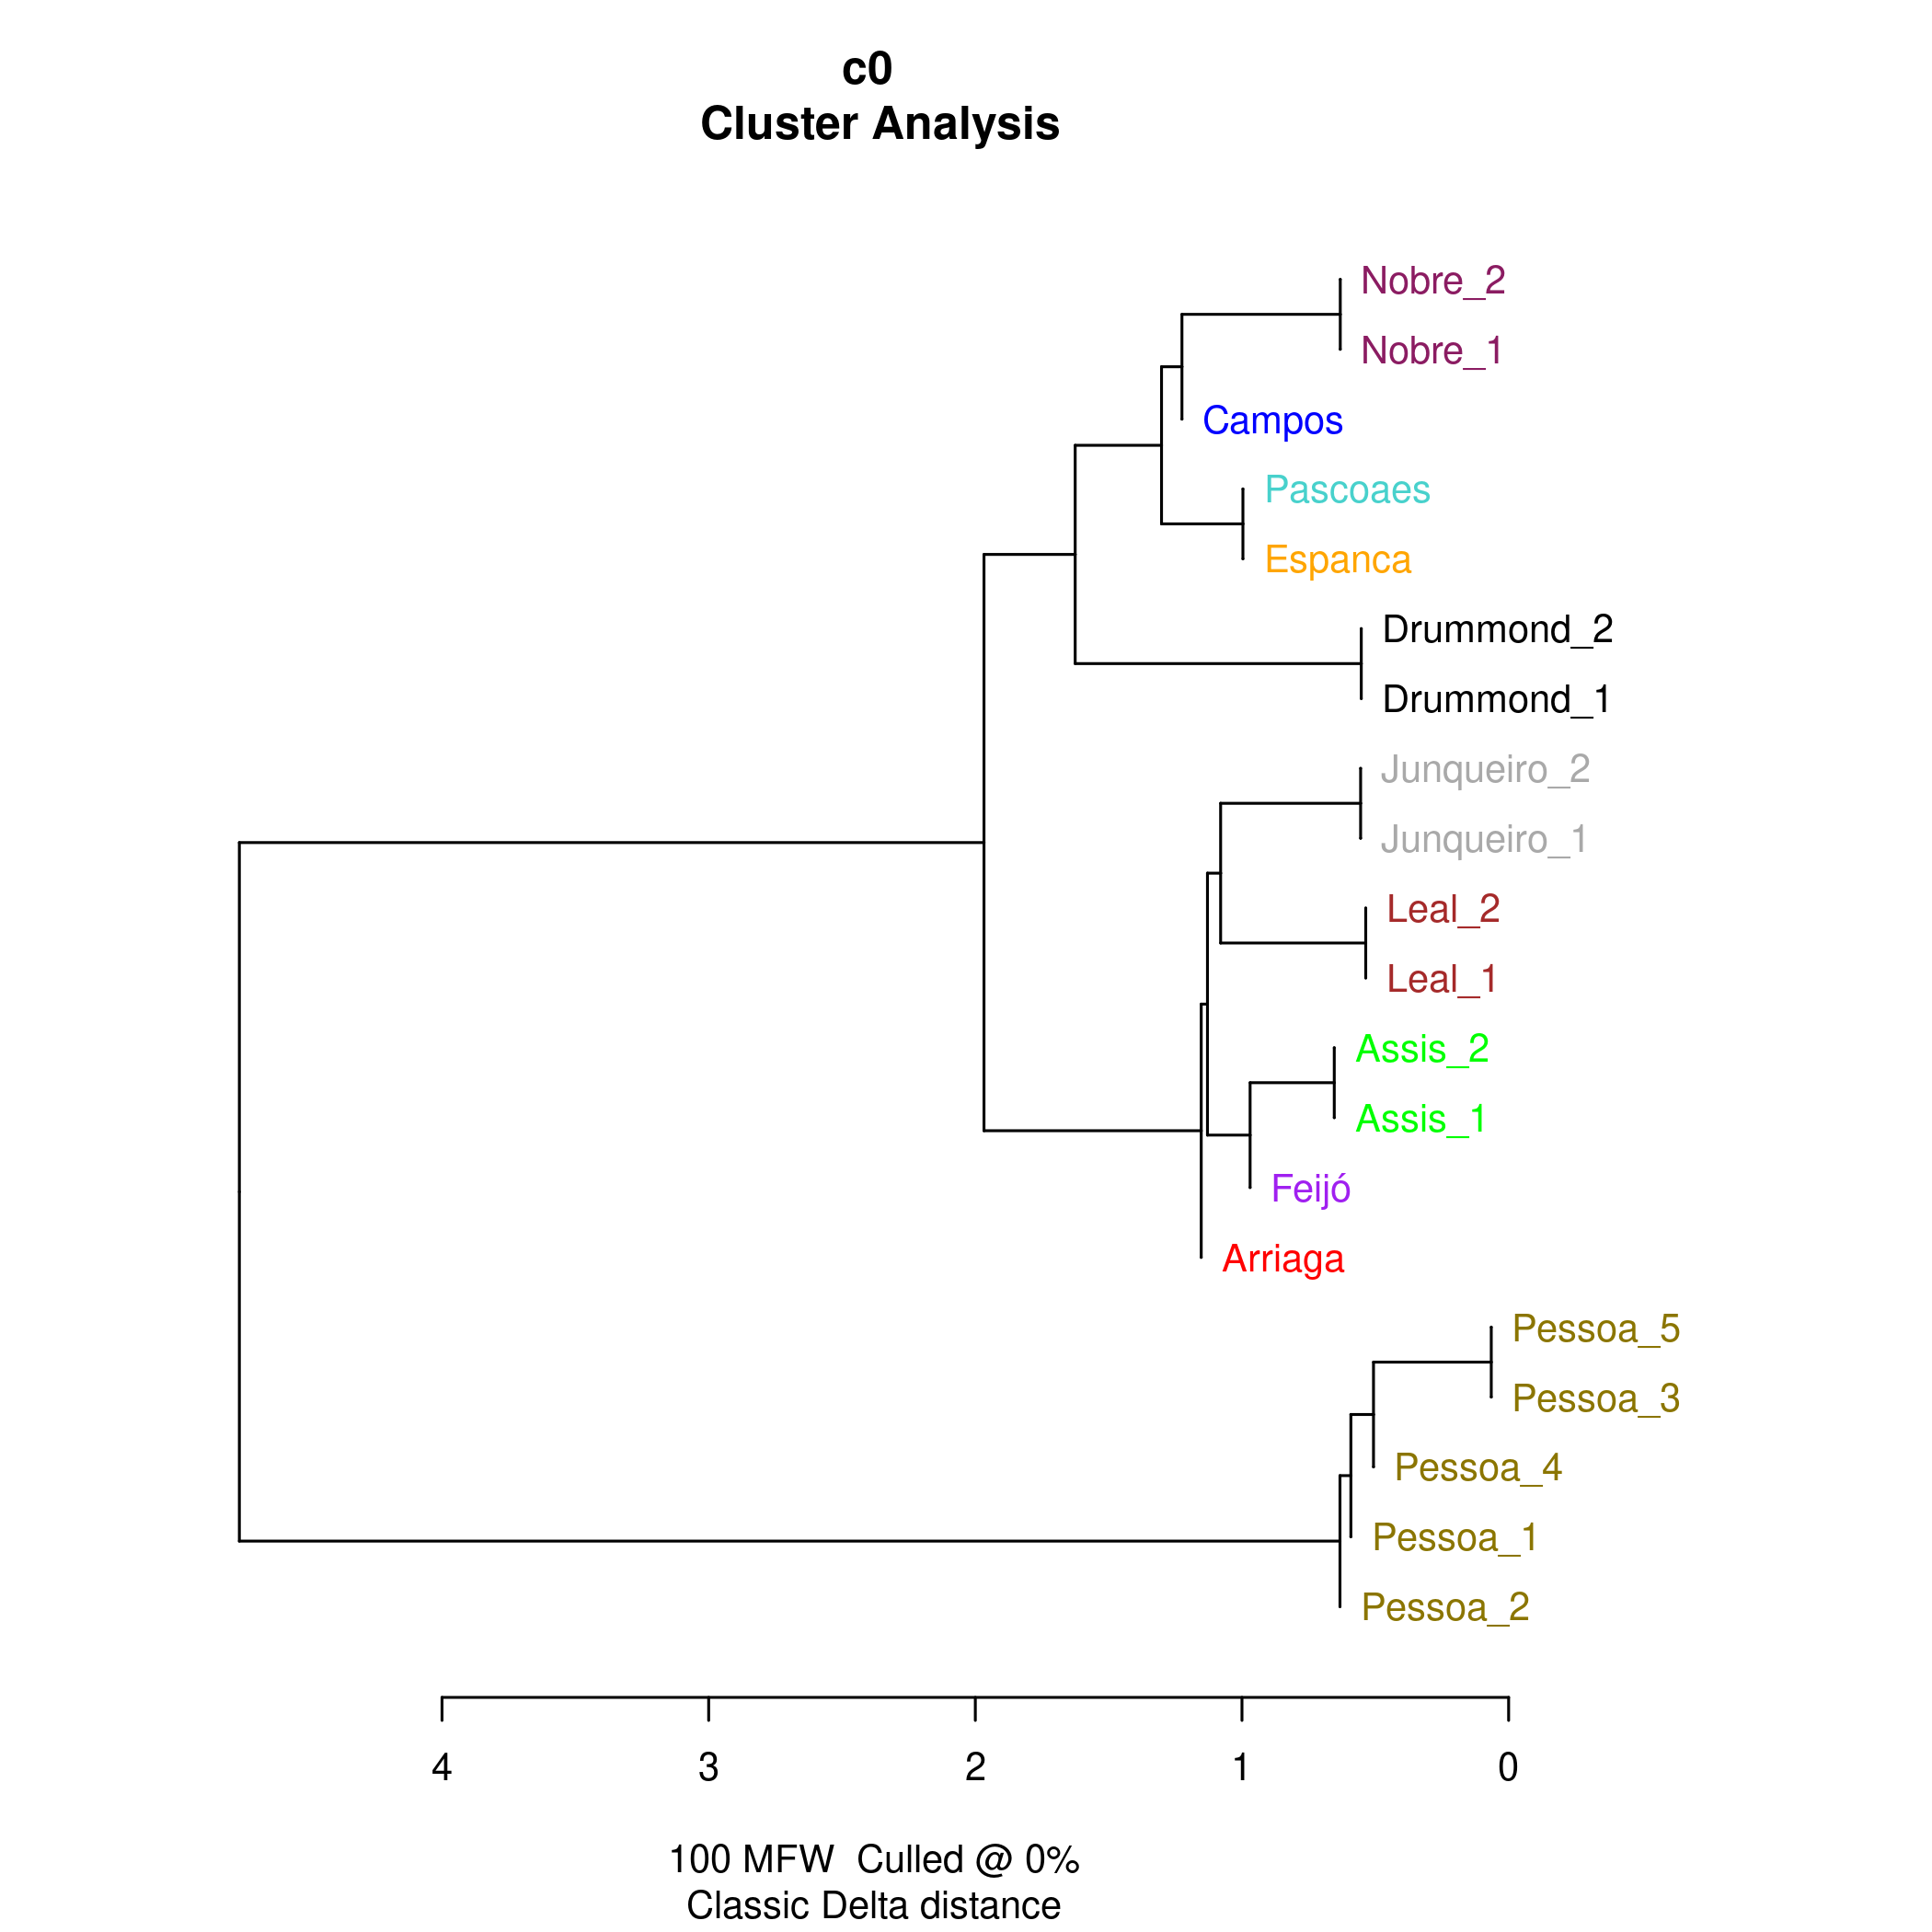 c0
Cluster Analysis
Nobre_2
Nobre_1
Campos
Pascoaes
Espanca
Drummond_2
Drummond_1
Junqueiro_2
Junqueiro_1
Leal_2
Leal_1
Assis_2
Assis_1
Feijó
Arriaga
Pessoa_5
Pessoa_3
Pessoa_4
Pessoa_1
Pessoa_2
4 3 2 1 0
100 MFW  Culled @ 0%
Classic Delta distance